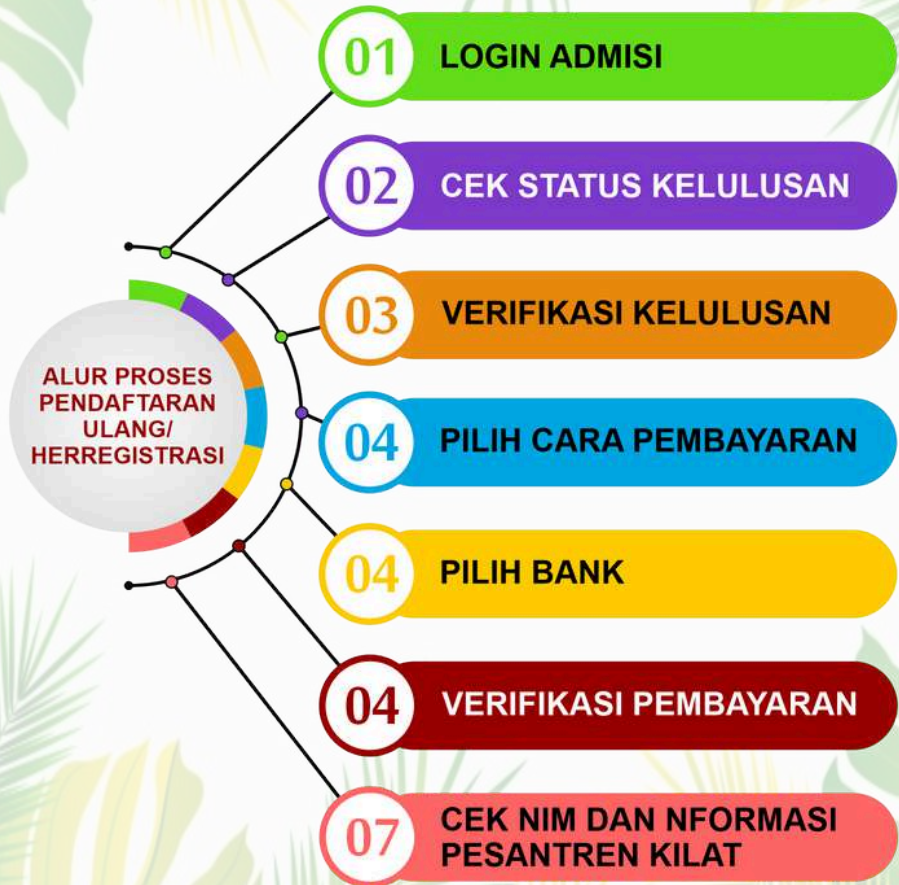 ALUR PROSES
PENDAFTARAN
ULANG/
HERREGISTRASI
01 LOGIN ADMISI
02 CEK STATUS KELULUSAN
03 VERIFIKASI KELULUSAN
04 PILIH CARA PEMBAYARAN
04 PILIH BANK
04 VERIFIKASI PEMBAYARAN
07 CEK NIM DAN NFORMASI
PESANTREN KILAT